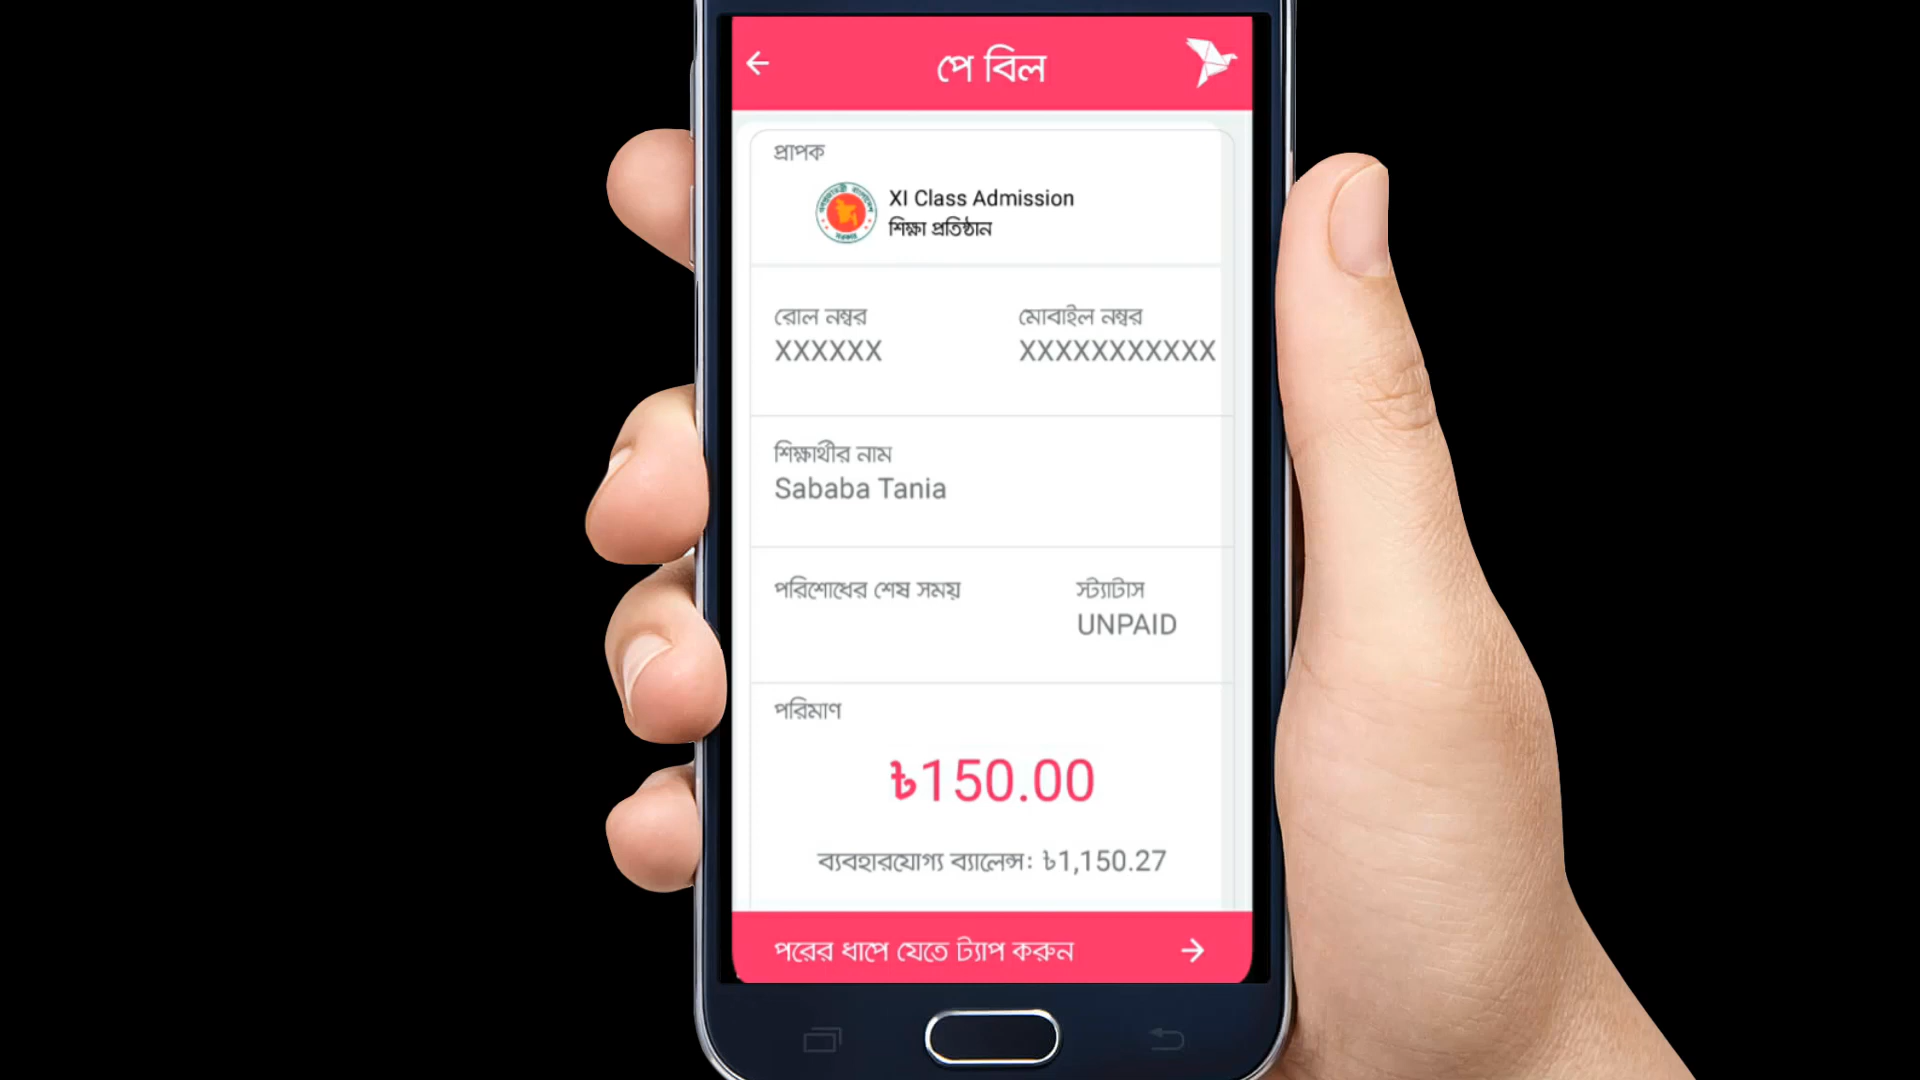 পে বিল
প্রাপক
XI Class Admission
শিক্ষা প্রতিষ্ঠান
রোল নম্বর
XXXXXX
মোবাইল নম্বর
XXXXXXXXXXX
শিক্ষার্থীর নাম
Sababa Tania
পরিশোধের শেষ সময়
স্ট্যাটাস
UNPAID
পরিমাণ
৳150.00
ব্যবহারযোগ্য ব্যালেন্স: ৳1,150.27
পরের ধাপে যেতে ট্যাপ করুন